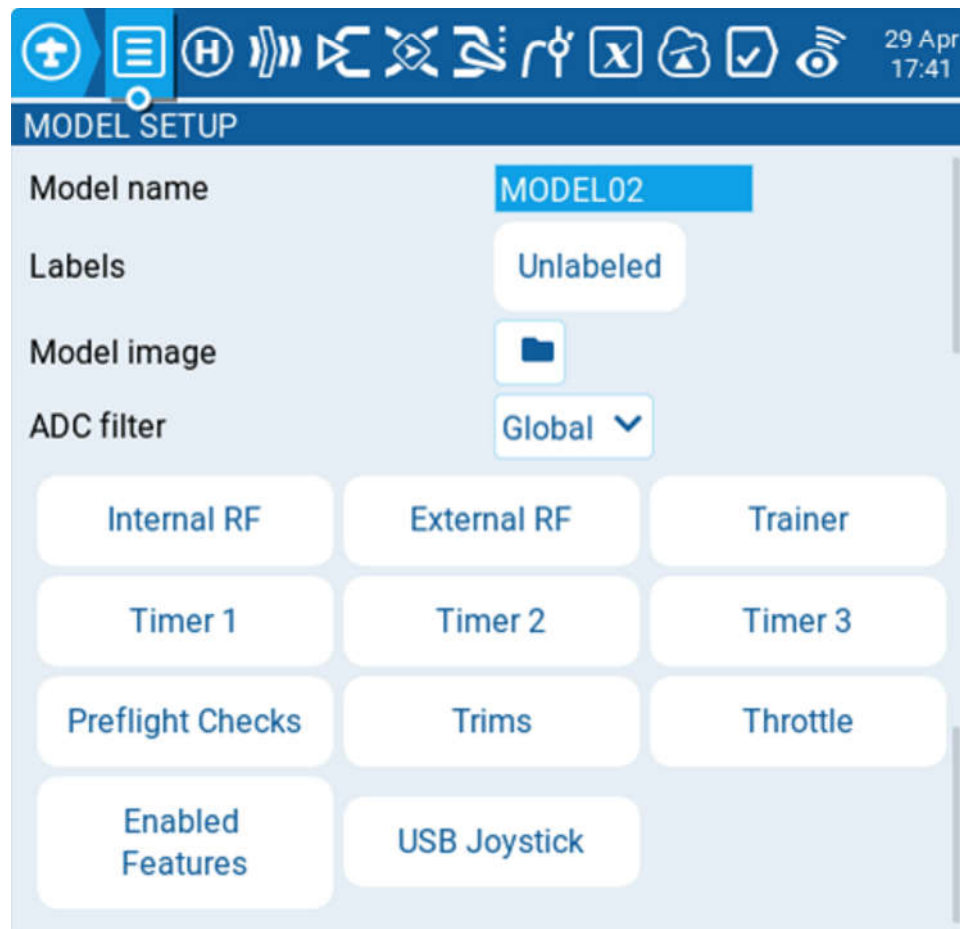 29 Apr
17:41
MODEL SETUP
Model name
MODEL02
Labels
Unlabeled
Model image
ADC filter
Global
Internal RF
External RF
Trainer
Timer 1
Timer 2
Timer 3
Preflight Checks
Trims
Throttle
Enabled
Features
USB Joystick